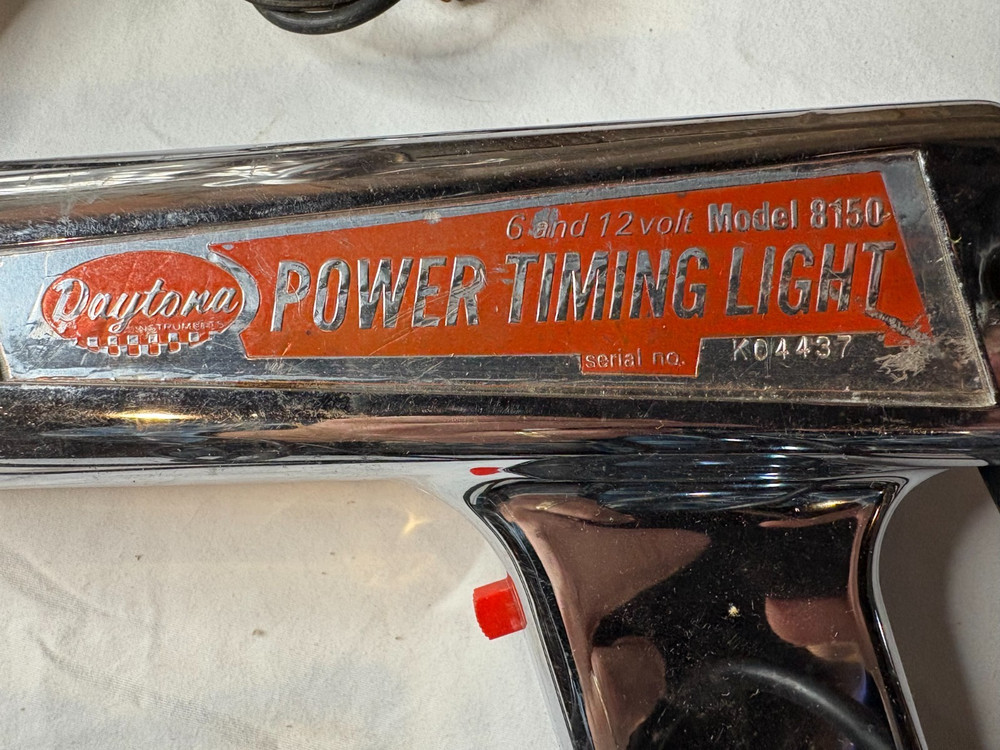 Daytona
INSTRUMENTS
6 and 12 volt Model 8150
POWER TIMING LIGHT
serial no. K04437